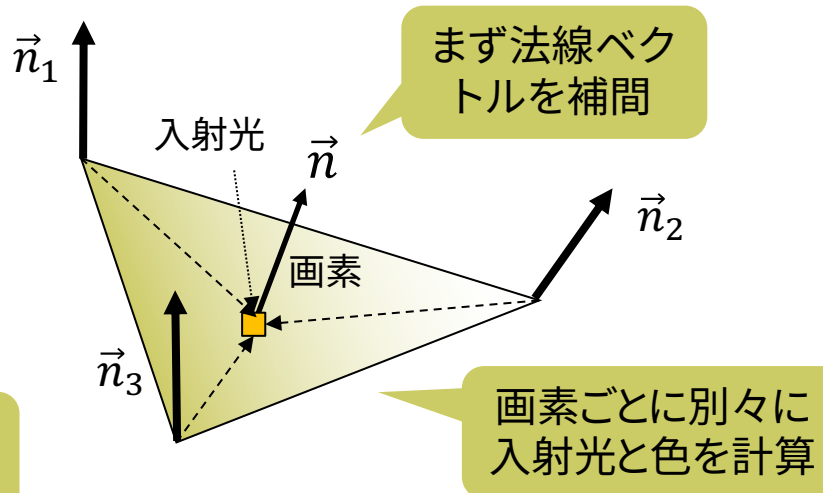 まず法線ベク
トルを補間
n⃗₁
入射光
n⃗
n⃗₂
画素
n⃗₃
画素ごとに別々に
入射光と色を計算